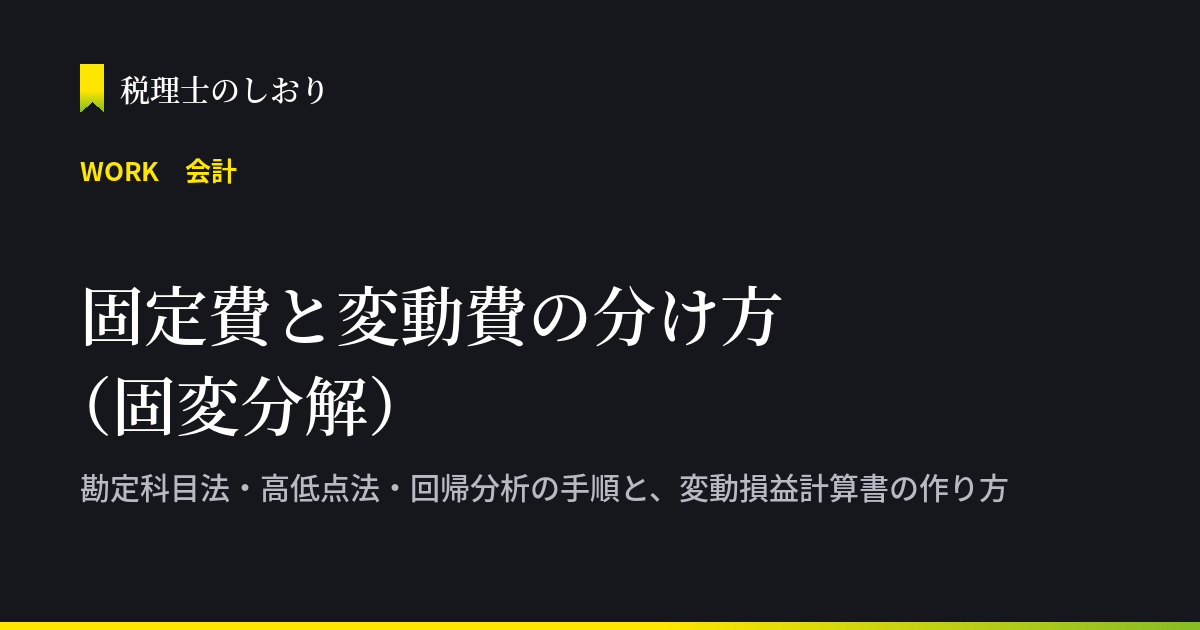 税理士のしおり
WORK 会計
固定費と変動費の分け方
（固変分解）
勘定科目法・高低点法・回帰分析の手順と、変動損益計算書の作り方